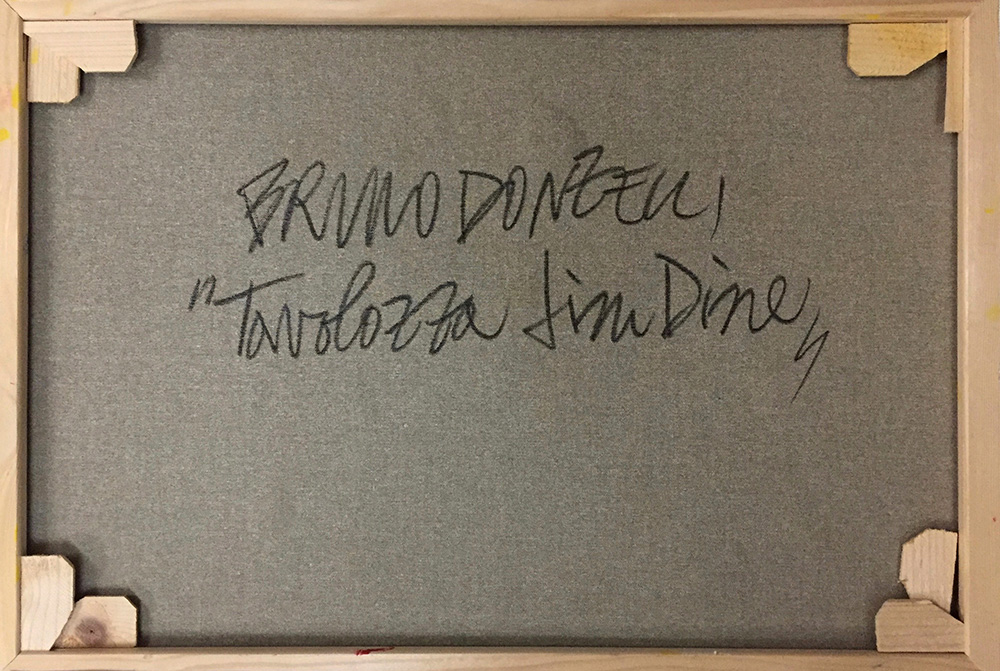 BRUNO DONZELLI
"Tavolozza Jim Dine"